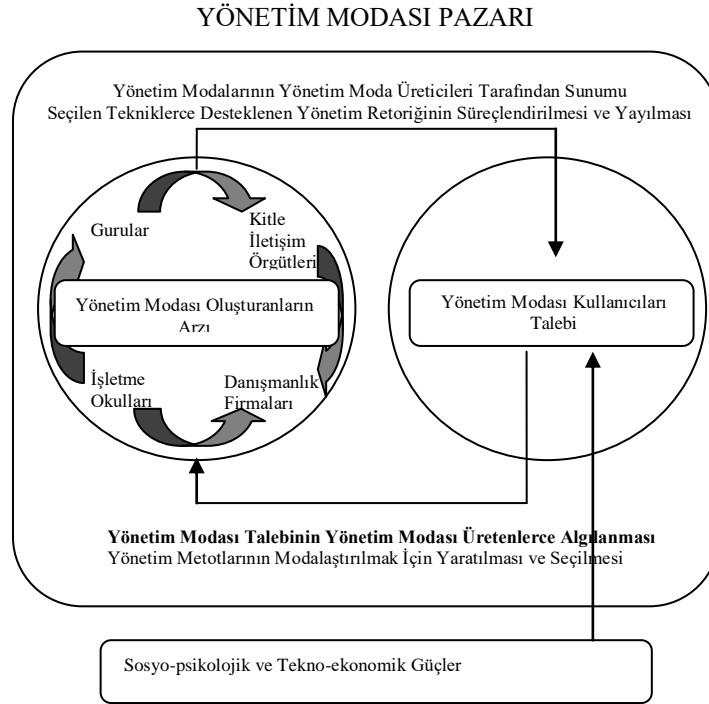 YÖNETİM MODASI PAZARI
Yönetim Modalarının Yönetim Moda Üreticileri Tarafından Sunumu
Seçilen Tekniklerce Desteklenen Yönetim Retoriğinin Süreçlendirilmesi ve Yayılması
Gurular
Kitle
İletişim
Örgütleri
Yönetim Modası Oluşturanların
Arzı
Yönetim Modası Kullanıcıları
Talebi
İşletme
Okulları
Danışmanlık
Firmaları
Yönetim Modası Talebinin Yönetim Modası Üretenlerce Algılanması
Yönetim Metotlarının Modalaştırılmak İçin Yaratılması ve Seçilmesi
Sosyo-psikolojik ve Tekno-ekonomik Güçler